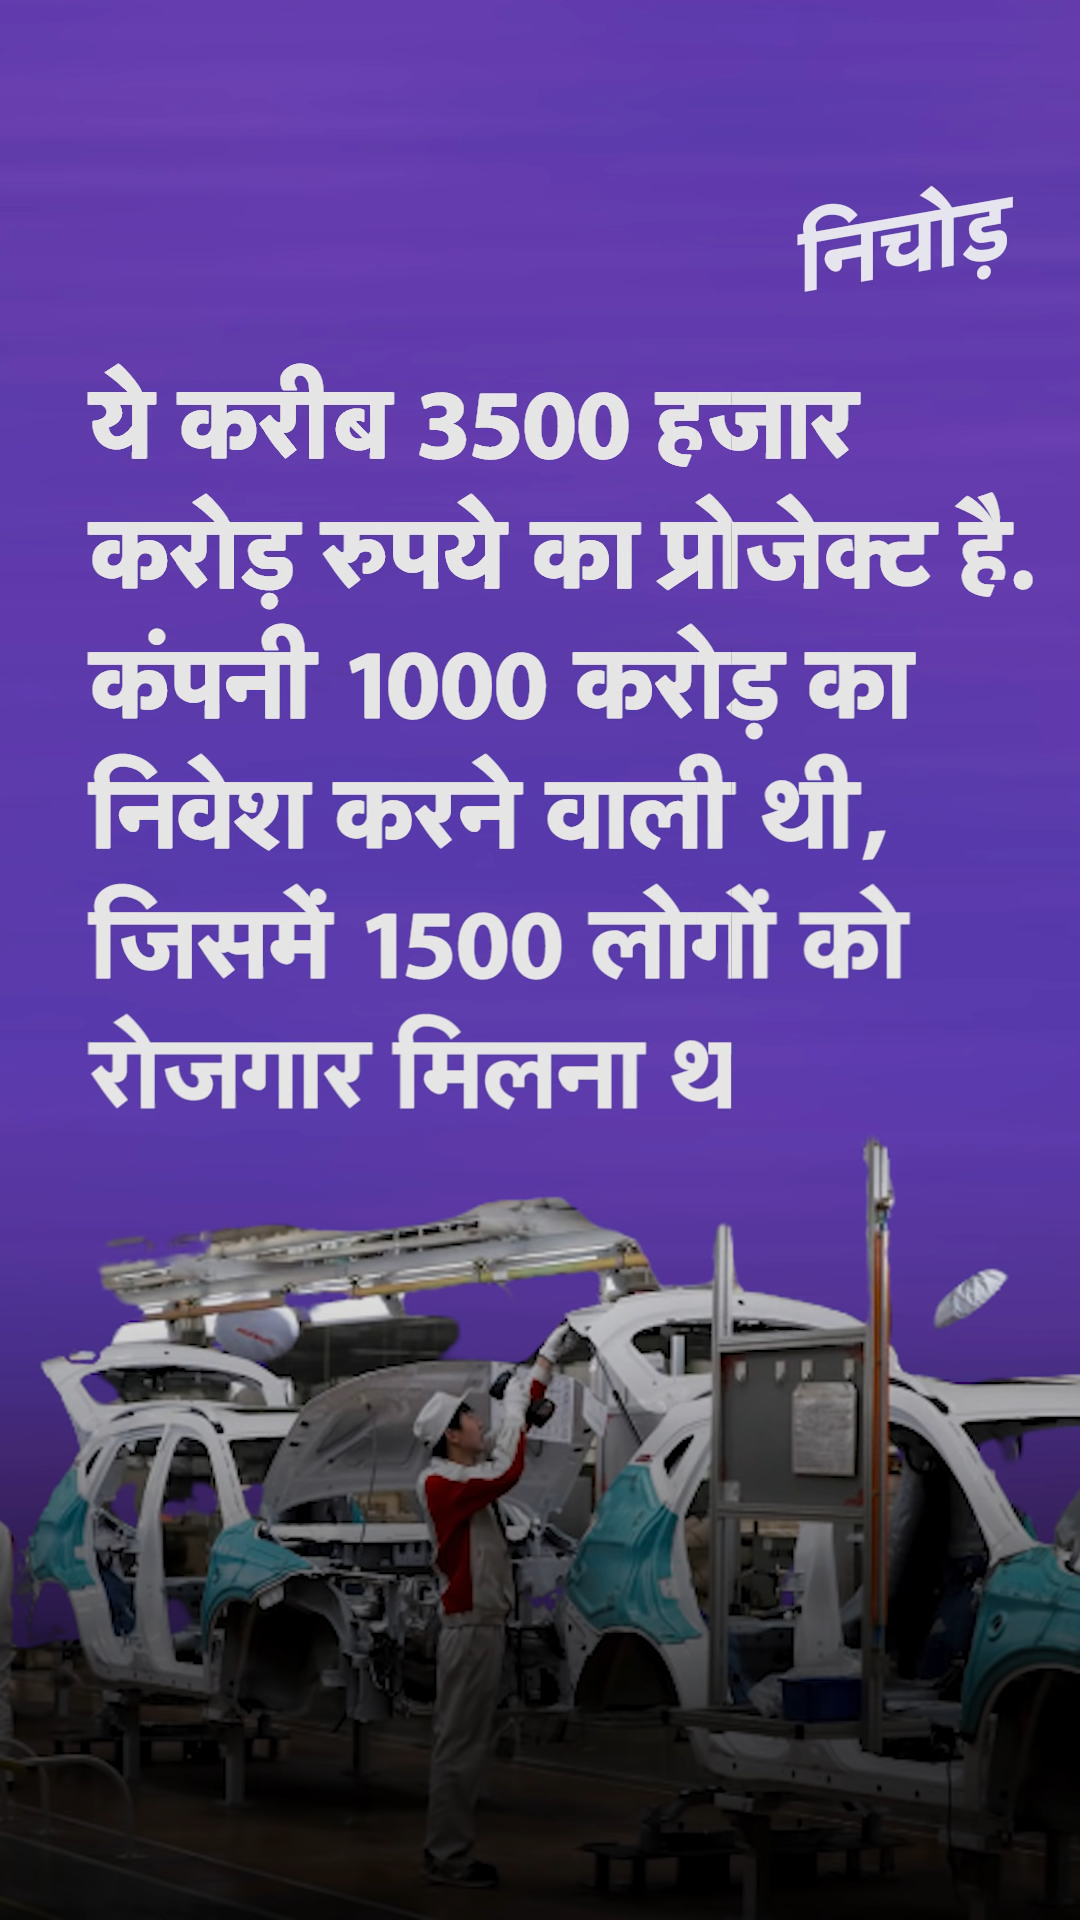 निचोड़
ये करीब 3500 हजार
करोड़ रुपये का प्रोजेक्ट है.
कंपनी 1000 करोड़ का
निवेश करने वाली थी,
जिसमें 1500 लोगों को
रोजगार मिलना थ